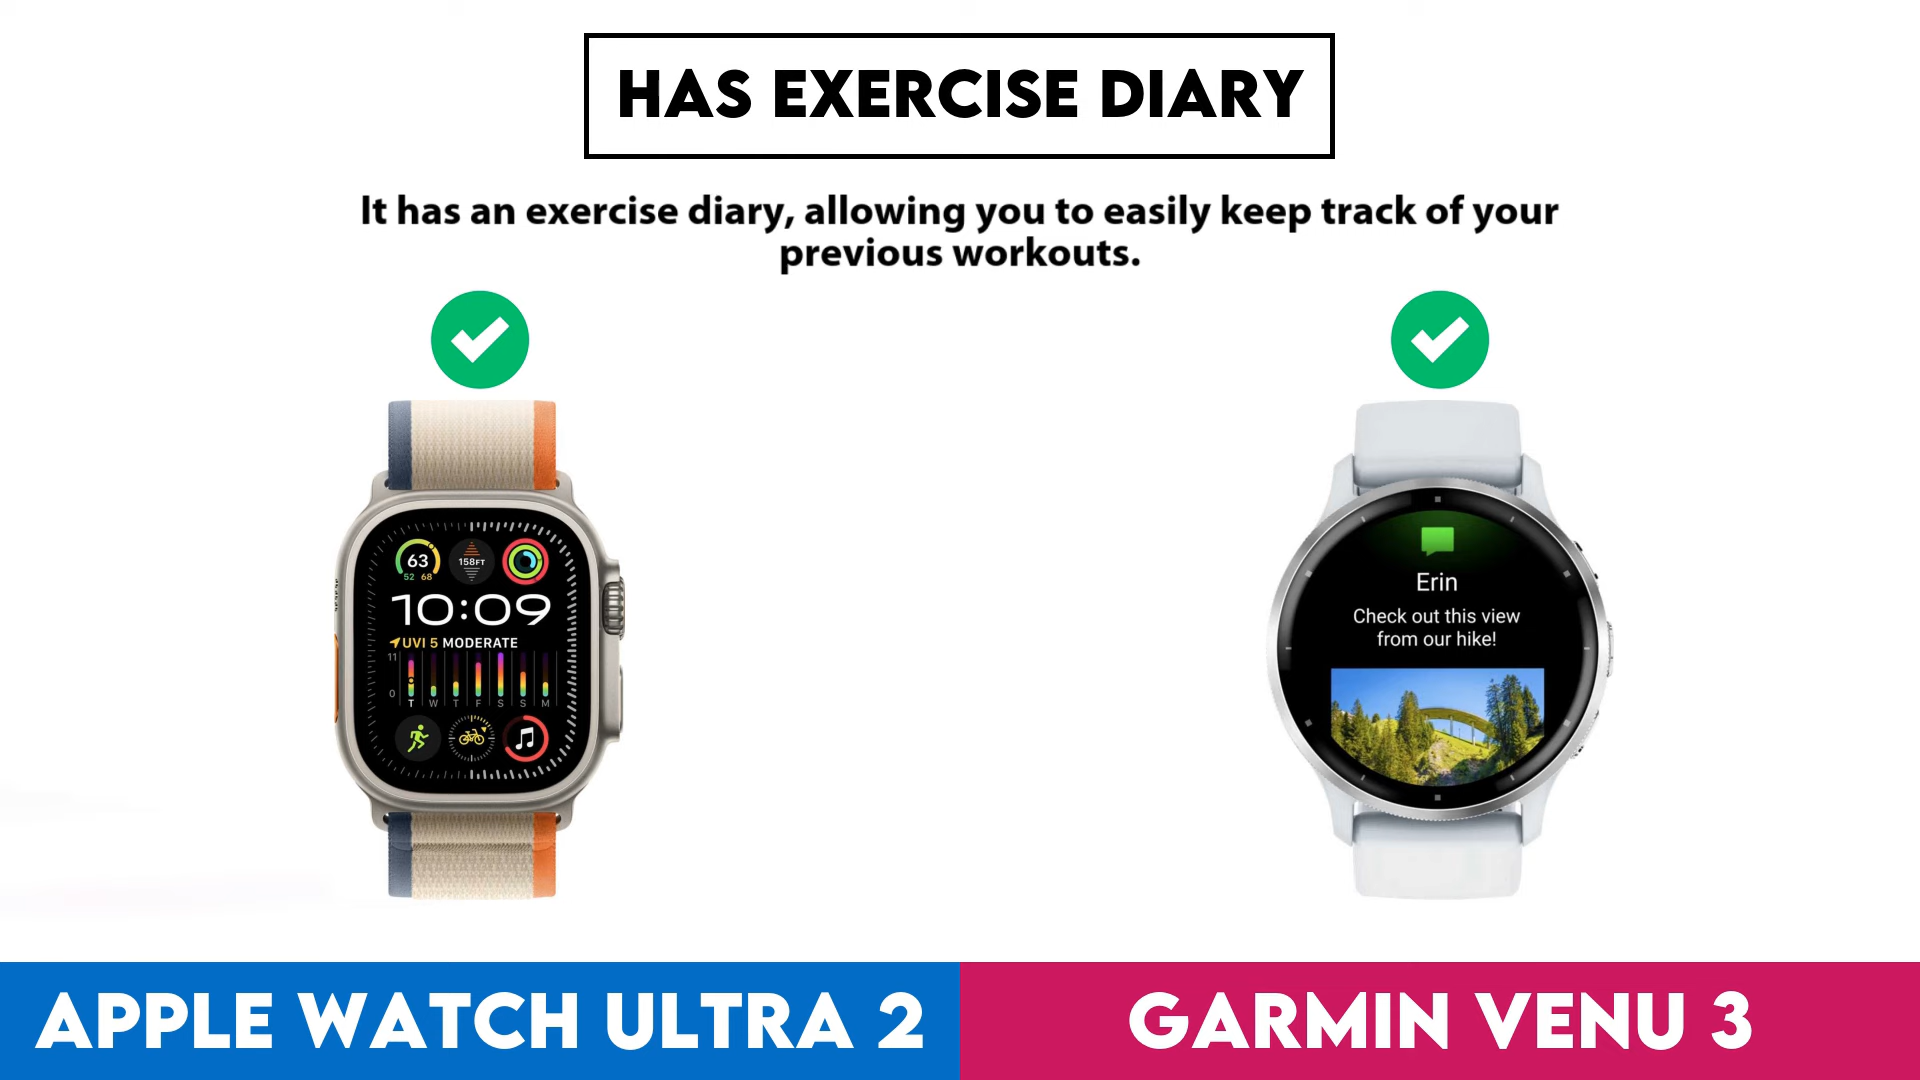 HAS EXERCISE DIARY
It has an exercise diary, allowing you to easily keep track of your
previous workouts.
63
52 68
158FT
10:09
UVI 5 MODERATE
11
0
T W T F S S M
Erin
Check out this view
from our hike!
APPLE WATCH ULTRA 2
GARMIN VENU 3